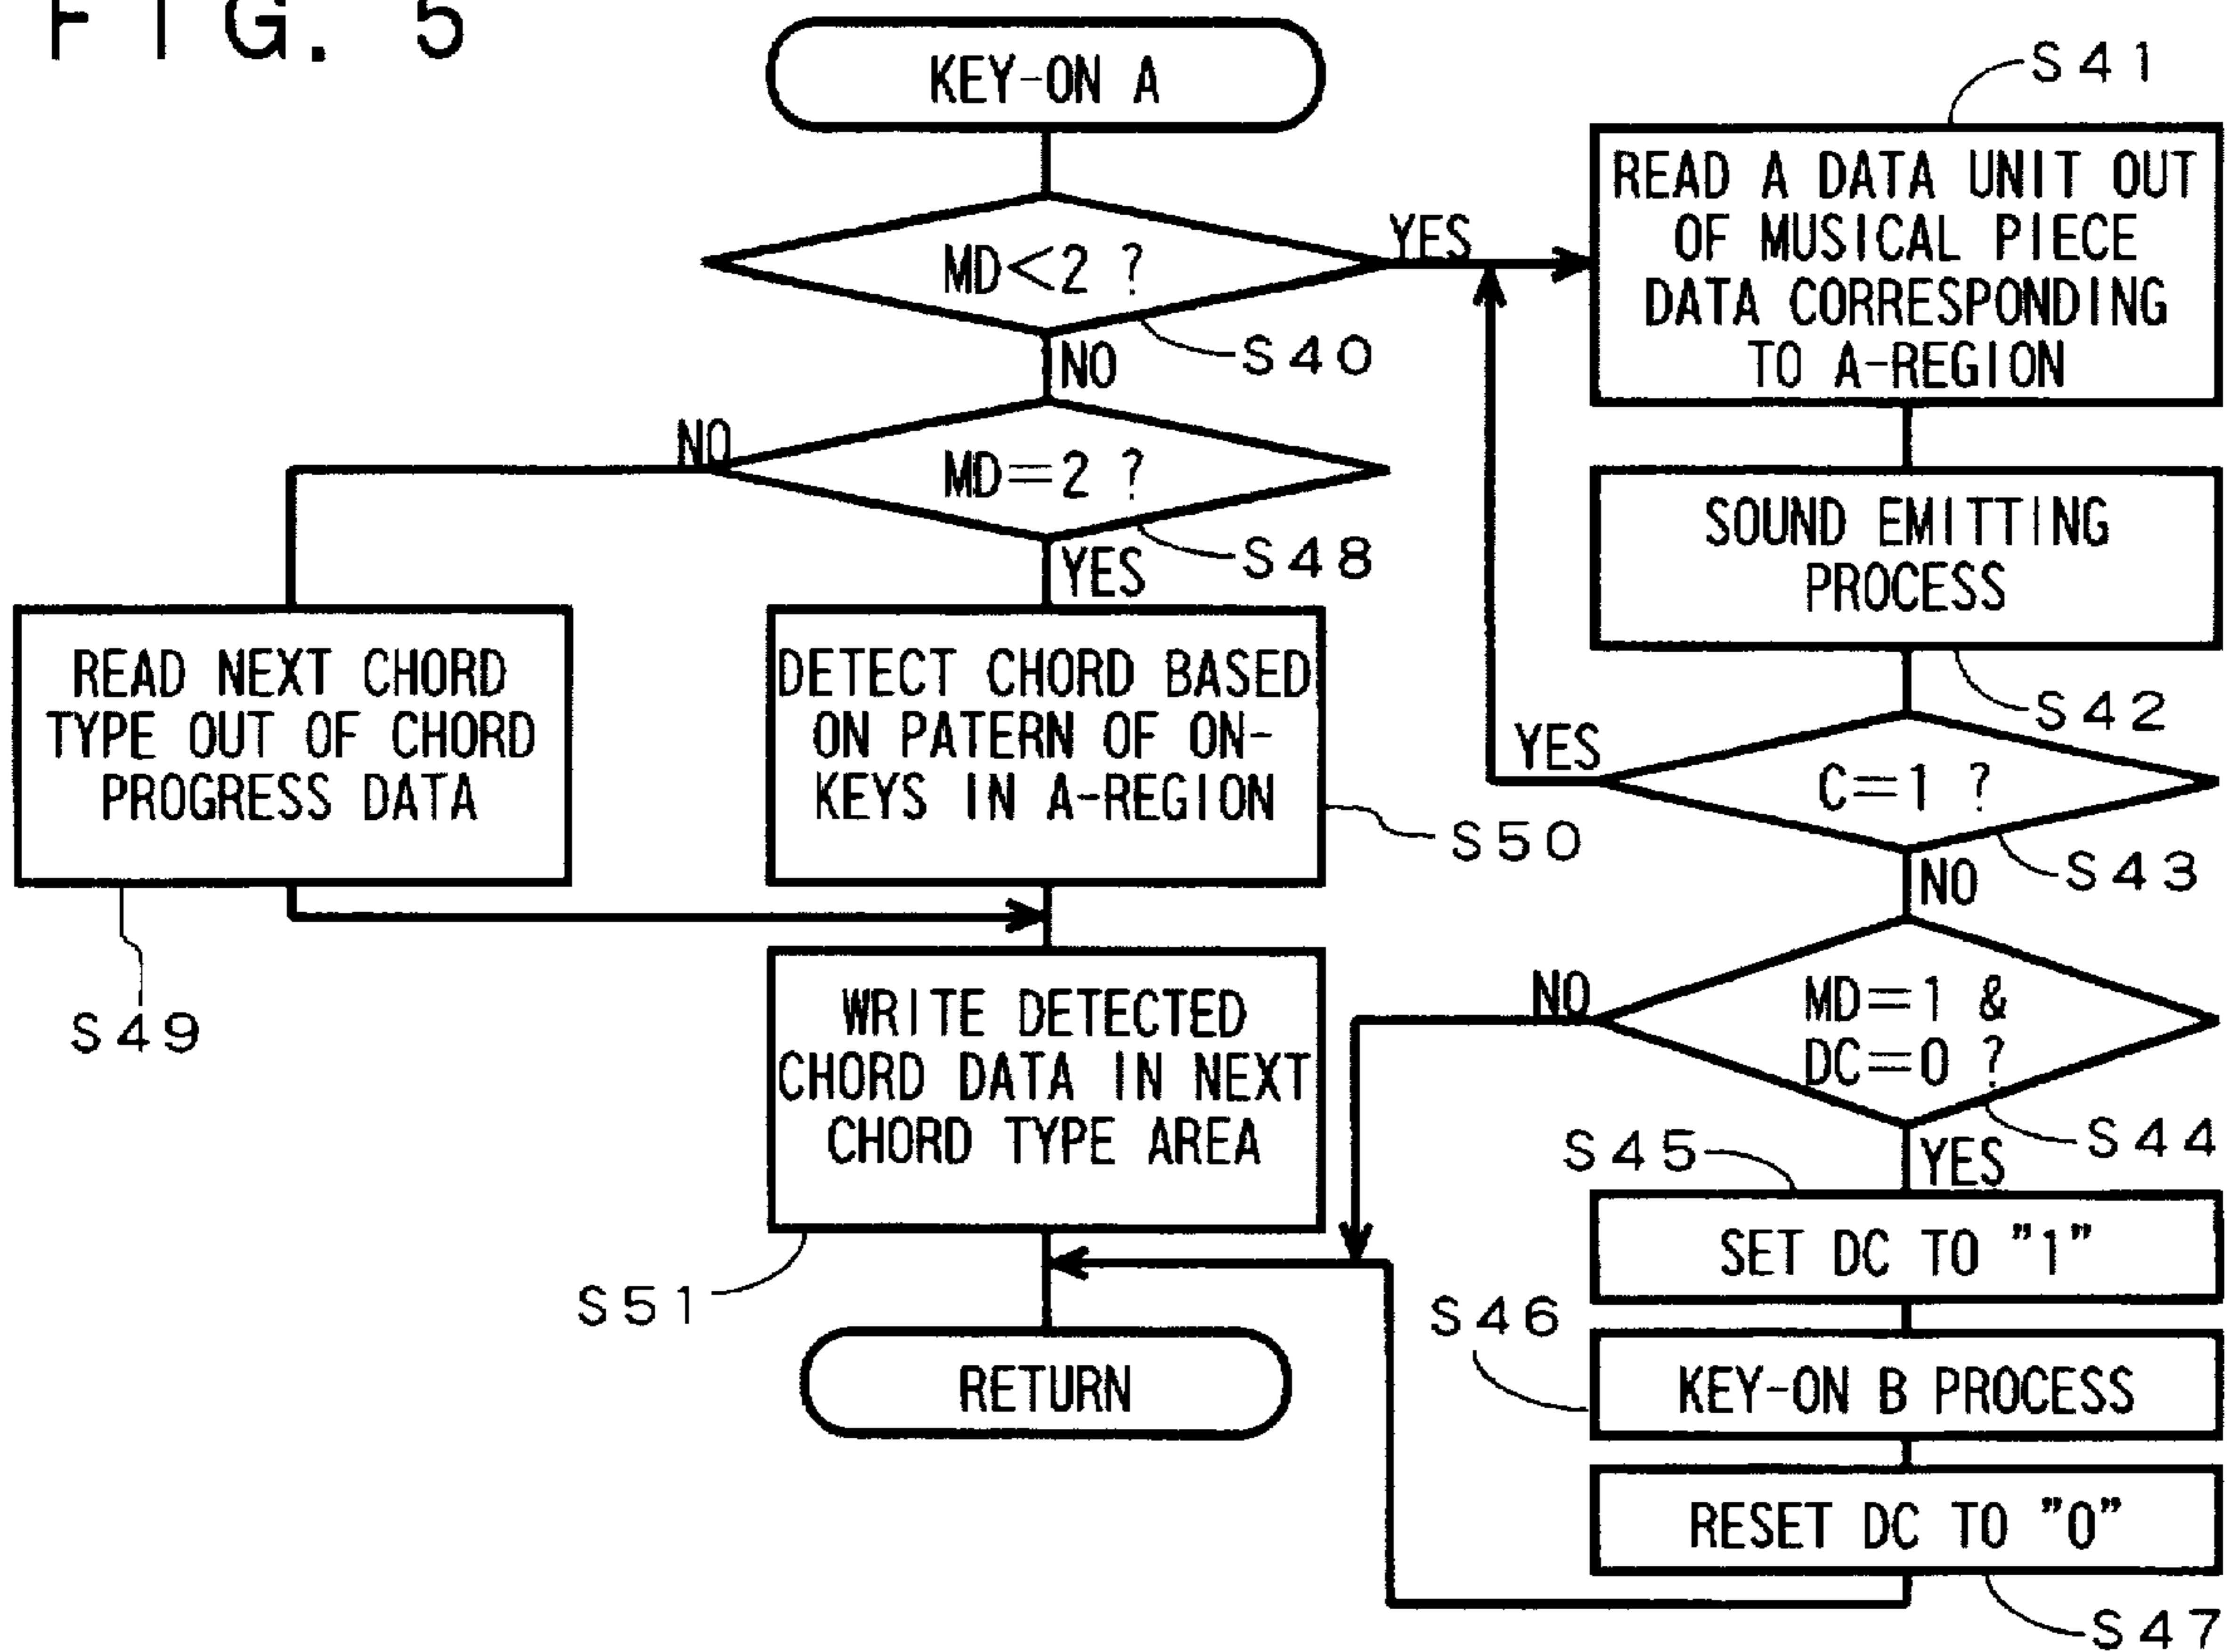 FIG. 5
KEY-ON A
MD<2 ?
YES
S40
NO
S41
READ A DATA UNIT OUT
OF MUSICAL PIECE
DATA CORRESPONDING
TO A-REGION
SOUND EMITTING
PROCESS
S42
C=1 ?
YES
S43
NO
MD=1 &
DC=0 ?
NO
S44
YES
S45
SET DC TO "1"
S46
KEY-ON B PROCESS
RESET DC TO "0"
S47
MD=2 ?
NO
S48
YES
READ NEXT CHORD
TYPE OUT OF CHORD
PROGRESS DATA
S49
DETECT CHORD BASED
ON PATERN OF ON-
KEYS IN A-REGION
S50
WRITE DETECTED
CHORD DATA IN NEXT
CHORD TYPE AREA
S51
RETURN